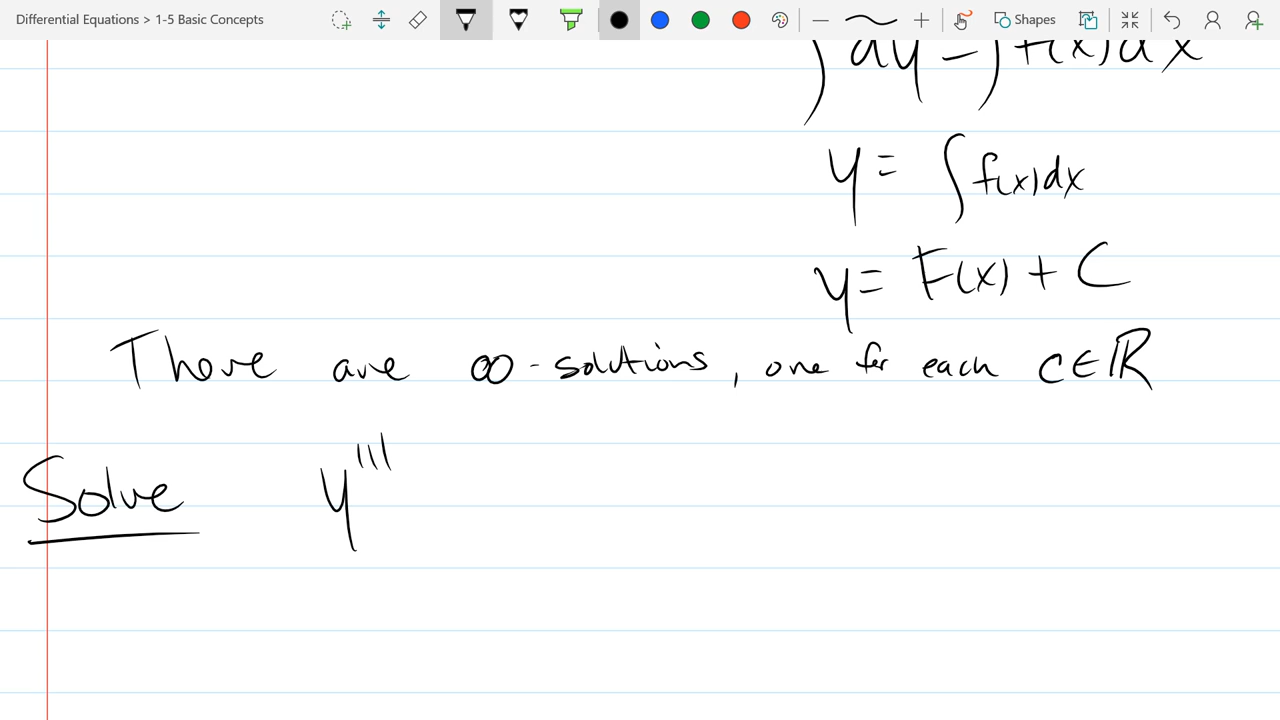 Differential Equations > 1-5 Basic Concepts
Shapes
∫ dy = ∫ f(x) dx
y = ∫ f(x) dx
y = F(x) + C
There are ∞-solutions, one for each C∈ℝ
Solve y'''